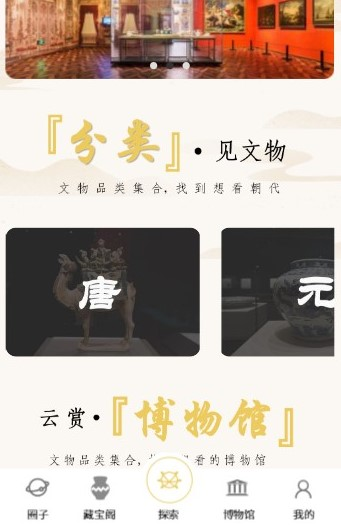 『分类』• 见文物
文物品类集合,找到想看朝代
唐
元
云赏•『博物馆』
文物品类集合,
看的博物馆
圈子
藏宝阁
探索
博物馆
我的